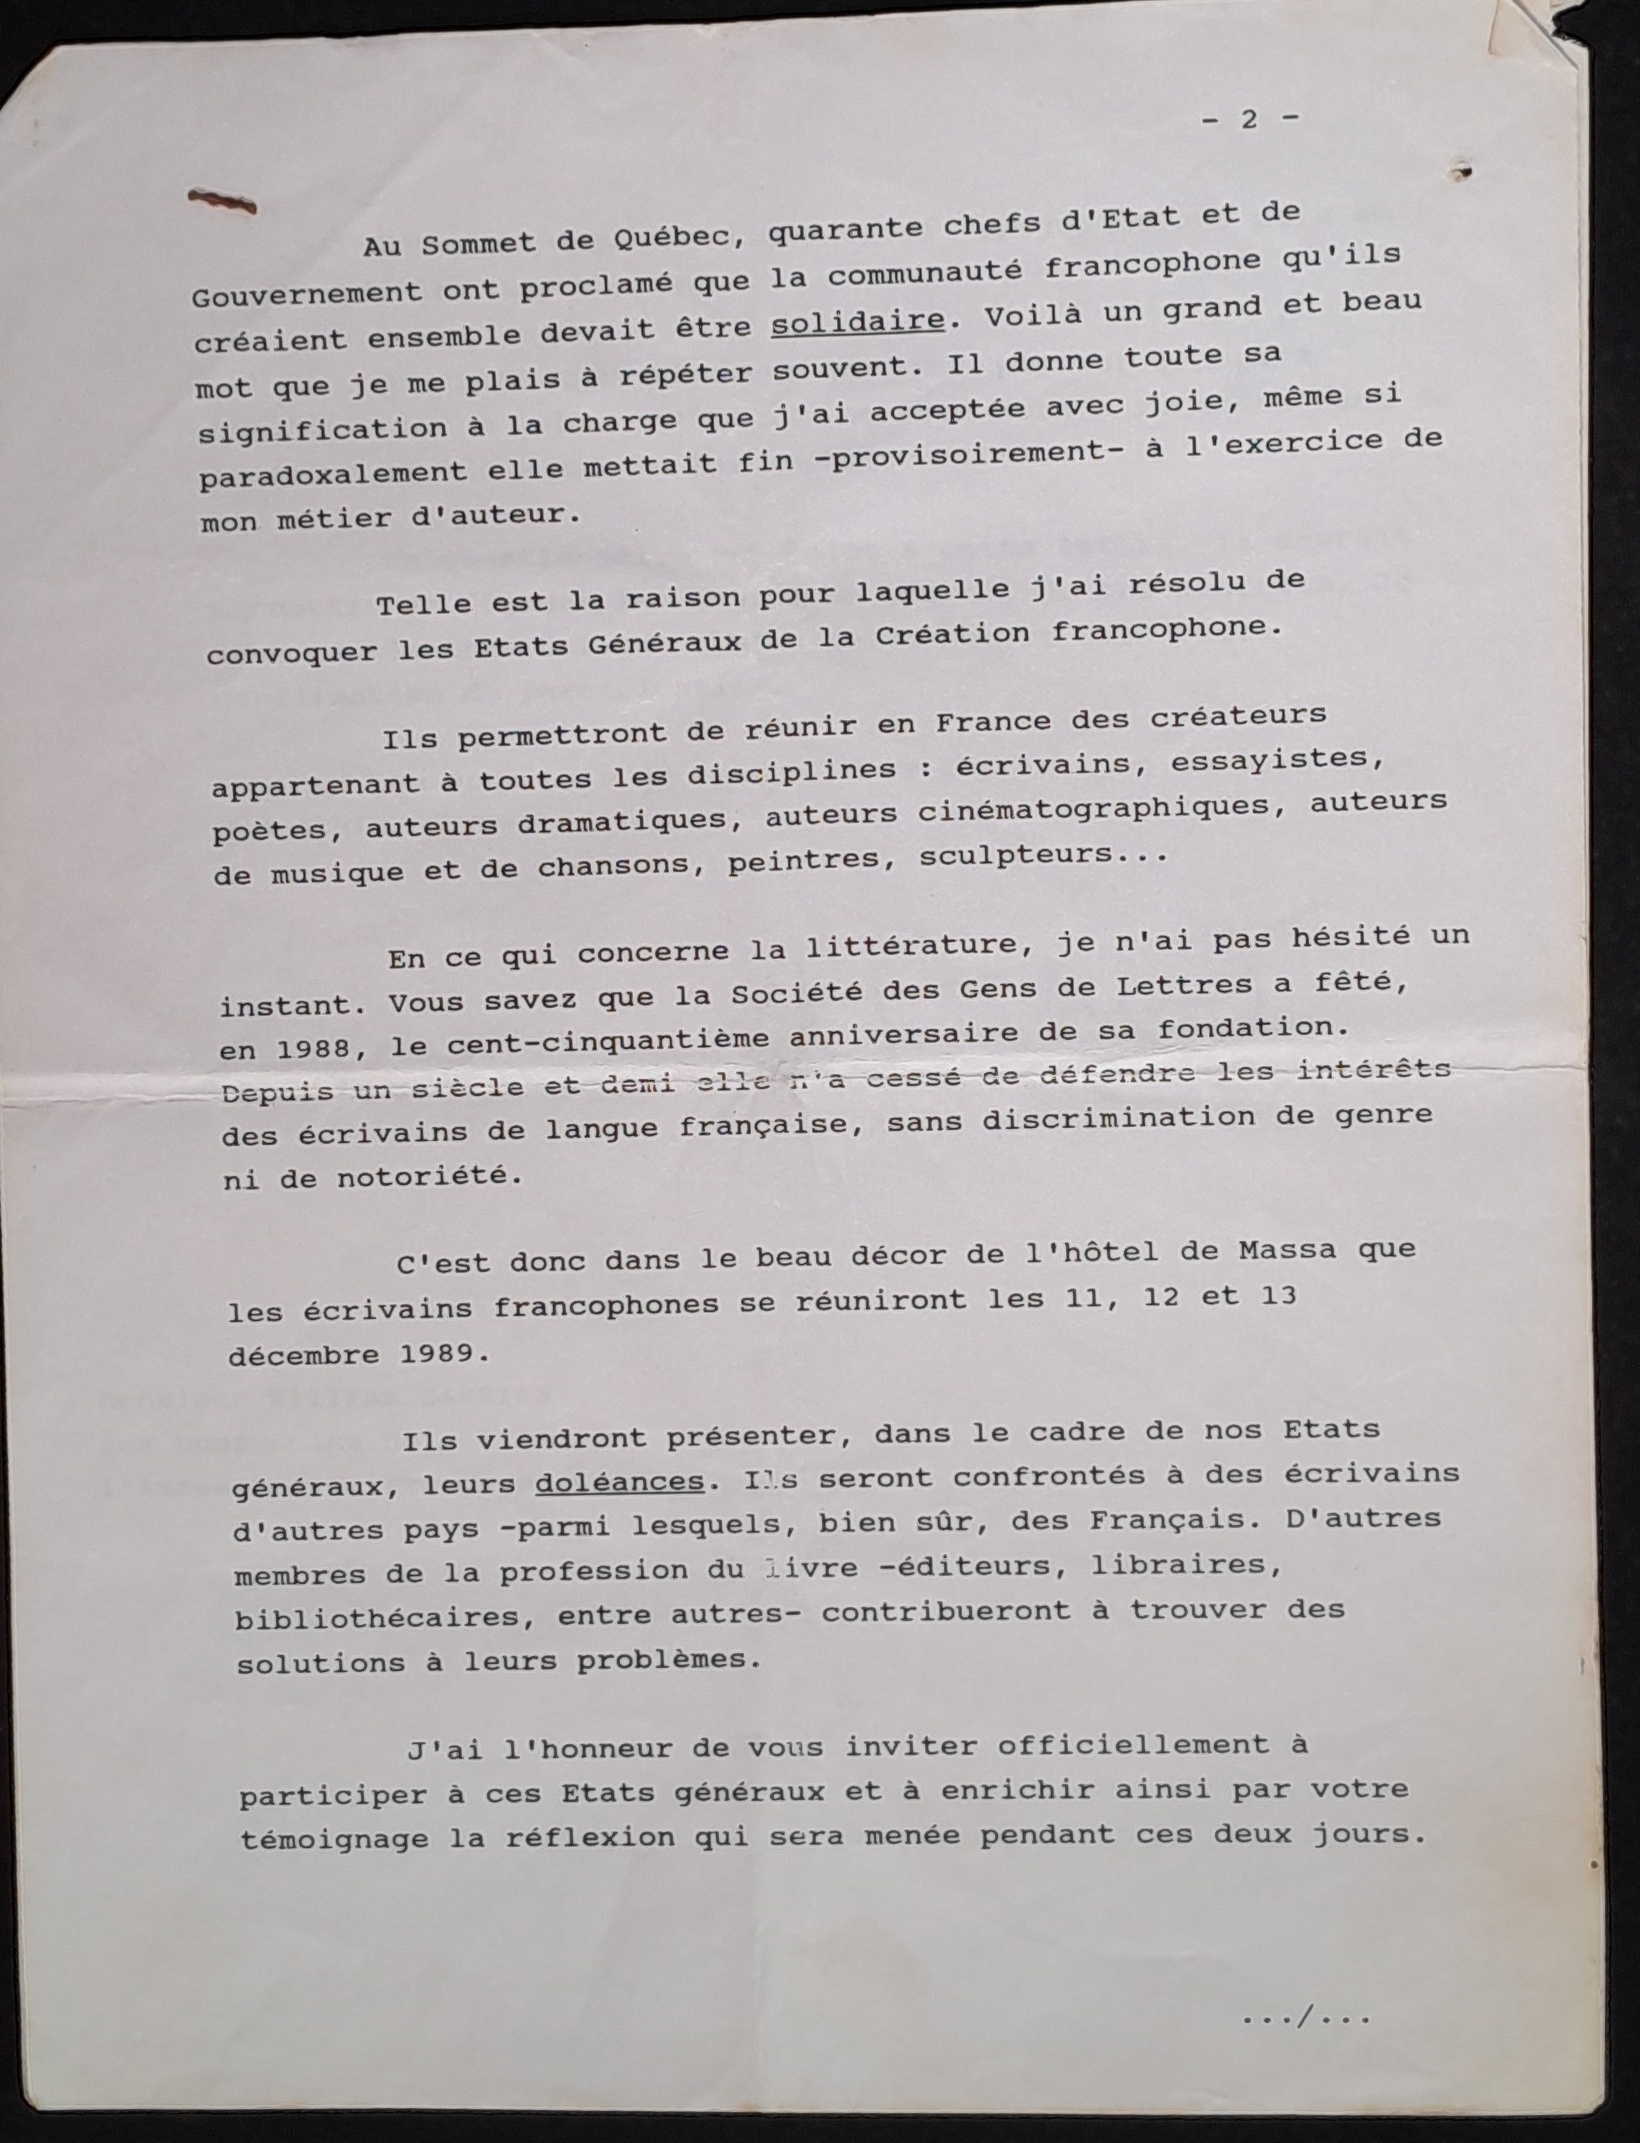 - 2 -
Au Sommet de Québec, quarante chefs d'Etat et de
Gouvernement ont proclamé que la communauté francophone qu'ils
créaient ensemble devait être solidaire. Voilà un grand et beau
mot que je me plais à répéter souvent. Il donne toute sa
signification à la charge que j'ai acceptée avec joie, même si
paradoxalement elle mettait fin -provisoirement- à l'exercice de
mon métier d'auteur.
Telle est la raison pour laquelle j'ai résolu de
convoquer les Etats Généraux de la Création francophone.
Ils permettront de réunir en France des créateurs
appartenant à toutes les disciplines : écrivains, essayistes,
poètes, auteurs dramatiques, auteurs cinématographiques, auteurs
de musique et de chansons, peintres, sculpteurs...
En ce qui concerne la littérature, je n'ai pas hésité un
instant. Vous savez que la Société des Gens de Lettres a fêté,
en 1988, le cent-cinquantième anniversaire de sa fondation.
Depuis un siècle et demi elle n'a cessé de défendre les intérêts
des écrivains de langue française, sans discrimination de genre
ni de notoriété.
C'est donc dans le beau décor de l'hôtel de Massa que
les écrivains francophones se réuniront les 11, 12 et 13
décembre 1989.
Ils viendront présenter, dans le cadre de nos Etats
généraux, leurs doléances. Ils seront confrontés à des écrivains
d'autres pays -parmi lesquels, bien sûr, des Français. D'autres
membres de la profession du livre -éditeurs, libraires,
bibliothécaires, entre autres- contribueront à trouver des
solutions à leurs problèmes.
J'ai l'honneur de vous inviter officiellement à
participer à ces Etats généraux et à enrichir ainsi par votre
témoignage la réflexion qui sera menée pendant ces deux jours.
.../...